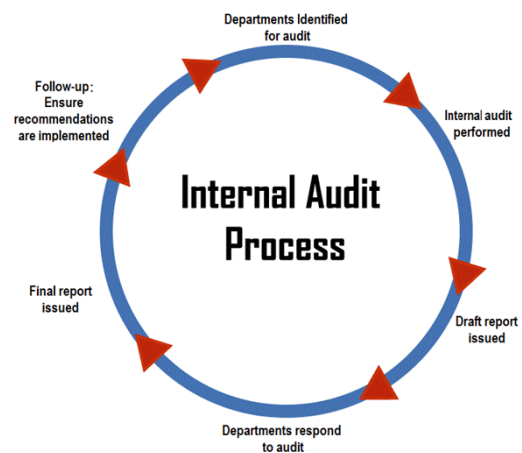 Departments Identified
for audit
Internal audit
performed
Draft report
issued
Departments respond
to audit
Final report
issued
Follow-up:
Ensure
recommendations
are implemented
Internal Audit
Process